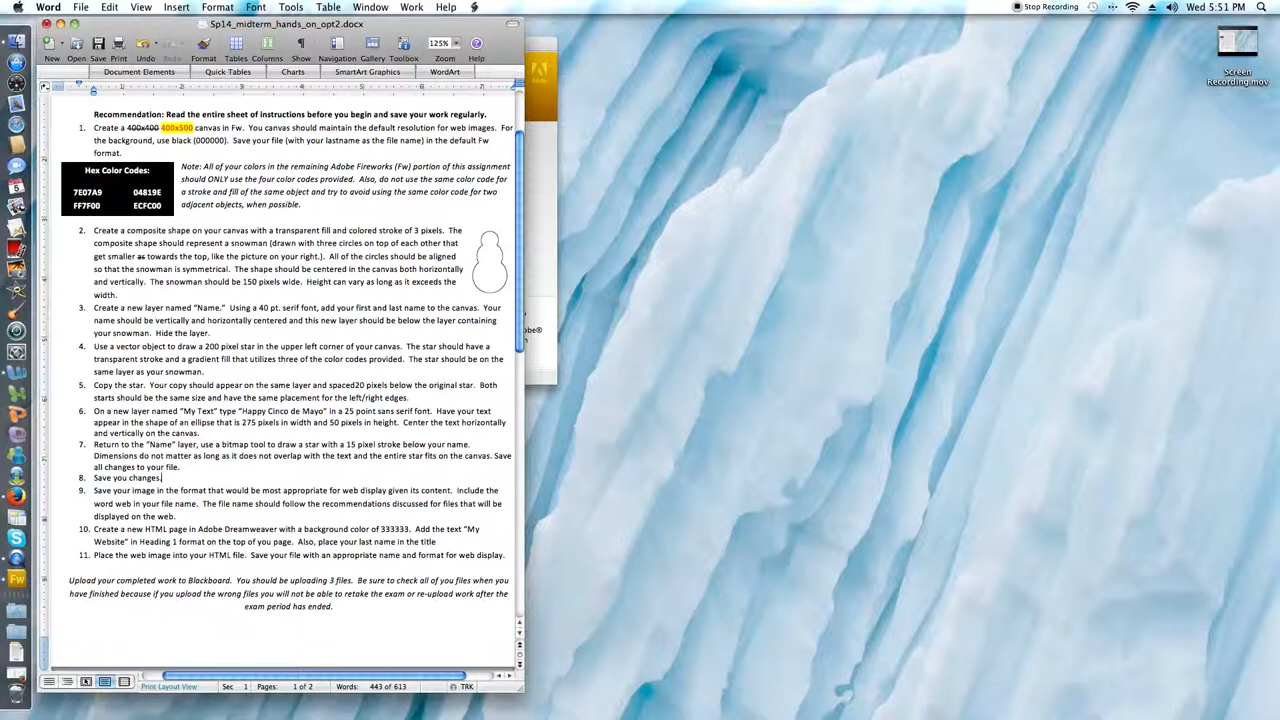 Word File Edit View Insert Format Font Tools Table Window Work Help
Stop Recording
Wed 5:51 PM
Sp14_midterm_hands_on_opt2.docx
New Open Save Print Undo Redo Format Tables Columns Show Navigation Gallery Toolbox Zoom Help
125%
Document Elements Quick Tables Charts SmartArt Graphics WordArt
Recommendation: Read the entire sheet of instructions before you begin and save your work regularly.
1. Create a 400x400 400x500 canvas in Fw. You canvas should maintain the default resolution for web images. For
the background, use black (000000). Save your file (with your lastname as the file name) in the default Fw
format.
Hex Color Codes:
7E07A9 04819E
FF7F00 ECFC00
Note: All of your colors in the remaining Adobe Fireworks (Fw) portion of this assignment
should ONLY use the four color codes provided. Also, do not use the same color code for
a stroke and fill of the same object and try to avoid using the same color code for two
adjacent objects, when possible.
2. Create a composite shape on your canvas with a transparent fill and colored stroke of 3 pixels. The
composite shape should represent a snowman (drawn with three circles on top of each other that
get smaller as towards the top, like the picture on your right.). All of the circles should be aligned
so that the snowman is symmetrical. The shape should be centered in the canvas both horizontally
and vertically. The snowman should be 150 pixels wide. Height can vary as long as it exceeds the
width.
3. Create a new layer named “Name.” Using a 40 pt. serif font, add your first and last name to the canvas. Your
name should be vertically and horizontally centered and this new layer should be below the layer containing
your snowman. Hide the layer.
4. Use a vector object to draw a 200 pixel star in the upper left corner of your canvas. The star should have a
transparent stroke and a gradient fill that utilizes three of the color codes provided. The star should be on the
same layer as your snowman.
5. Copy the star. Your copy should appear on the same layer and spaced20 pixels below the original star. Both
starts should be the same size and have the same placement for the left/right edges.
6. On a new layer named “My Text” type “Happy Cinco de Mayo” in a 25 point sans serif font. Have your text
appear in the shape of an ellipse that is 275 pixels in width and 50 pixels in height. Center the text horizontally
and vertically on the canvas.
7. Return to the “Name” layer, use a bitmap tool to draw a star with a 15 pixel stroke below your name.
Dimensions do not matter as long as it does not overlap with the text and the entire star fits on the canvas. Save
all changes to your file.
8. Save you changes.
9. Save your image in the format that would be most appropriate for web display given its content. Include the
word web in your file name. The file name should follow the recommendations discussed for files that will be
displayed on the web.
10. Create a new HTML page in Adobe Dreamweaver with a background color of 333333. Add the text “My
Website” in Heading 1 format on the top of you page. Also, place your last name in the title
11. Place the web image into your HTML file. Save your file with an appropriate name and format for web display.
Upload your completed work to Blackboard. You should be uploading 3 files. Be sure to check all of you files when you
have finished because if you upload the wrong files you will not be able to retake the exam or re-upload work after the
exam period has ended.
Print Layout View Sec 1 Pages: 1 of 2 Words: 443 of 613 TRK
Screen
Recording.mov